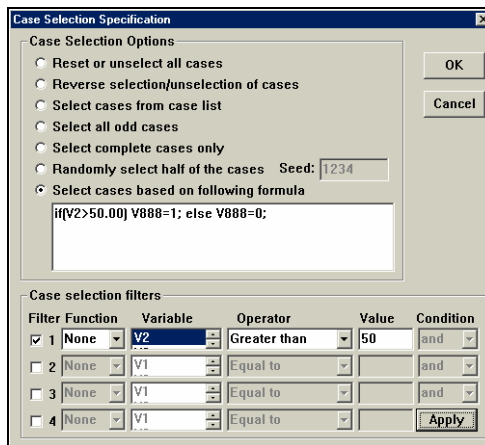 Case Selection Specification
Case Selection Options
Reset or unselect all cases
OK
Reverse selection/unselection of cases
Select cases from case list
Cancel
Select all odd cases
Select complete cases only
Randomly select half of the cases Seed: 1234
Select cases based on following formula
if(V2>50.00) V888=1; else V888=0;
Case selection filters
Filter Function Variable Operator Value Condition
1 None V2 Greater than 50 and
2 None V1 Equal to and
3 None V1 Equal to and
4 None V1 Equal to Apply